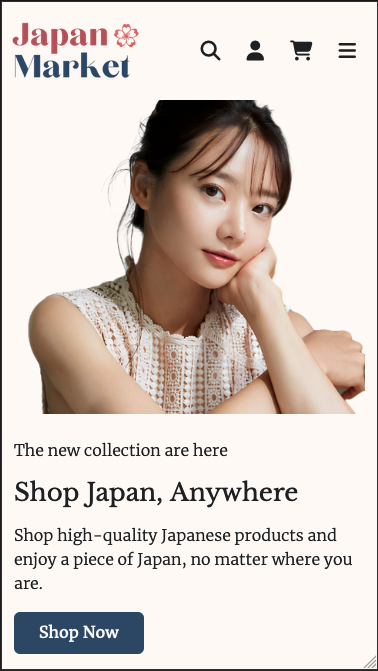 Japan
Market
The new collection are here
Shop Japan, Anywhere
Shop high-quality Japanese products and
enjoy a piece of Japan, no matter where you
are.
Shop Now